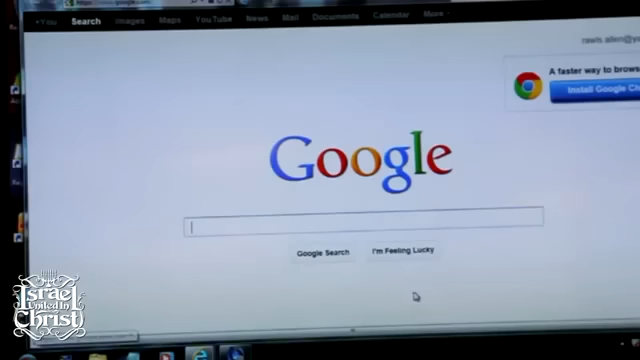 +You Search Images Maps YouTube News Mail Documents Calendar More
A faster way to brows
Install Google Ch
Google
Google Search I'm Feeling Lucky
Israel
United In
Christ